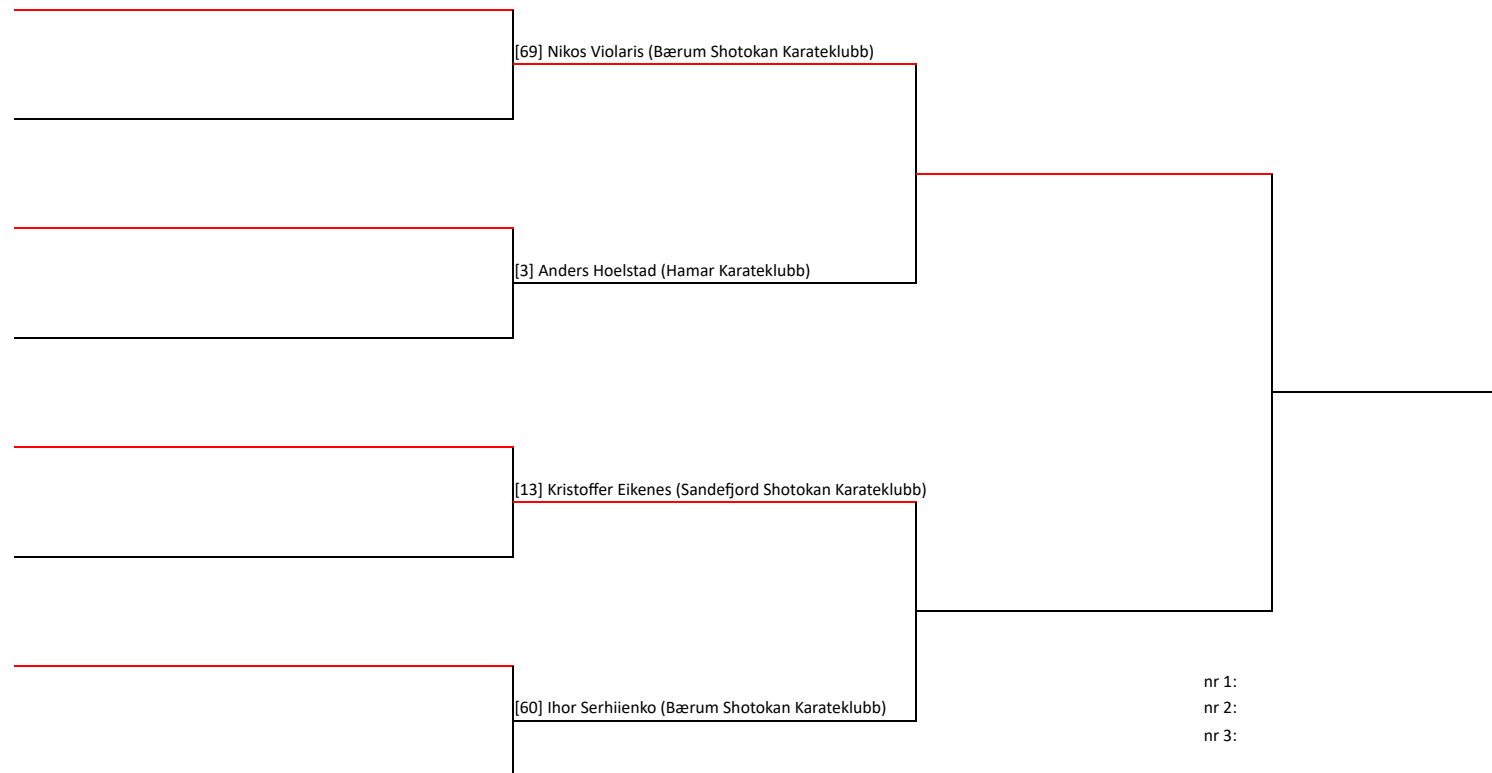 [69] Nikos Violaris (Bærum Shotokan Karateklubb)
[3] Anders Hoelstad (Hamar Karateklubb)
[13] Kristoffer Eikenes (Sandefjord Shotokan Karateklubb)
[60] Ihor Serhiienko (Bærum Shotokan Karateklubb)
nr 1:
nr 2:
nr 3: